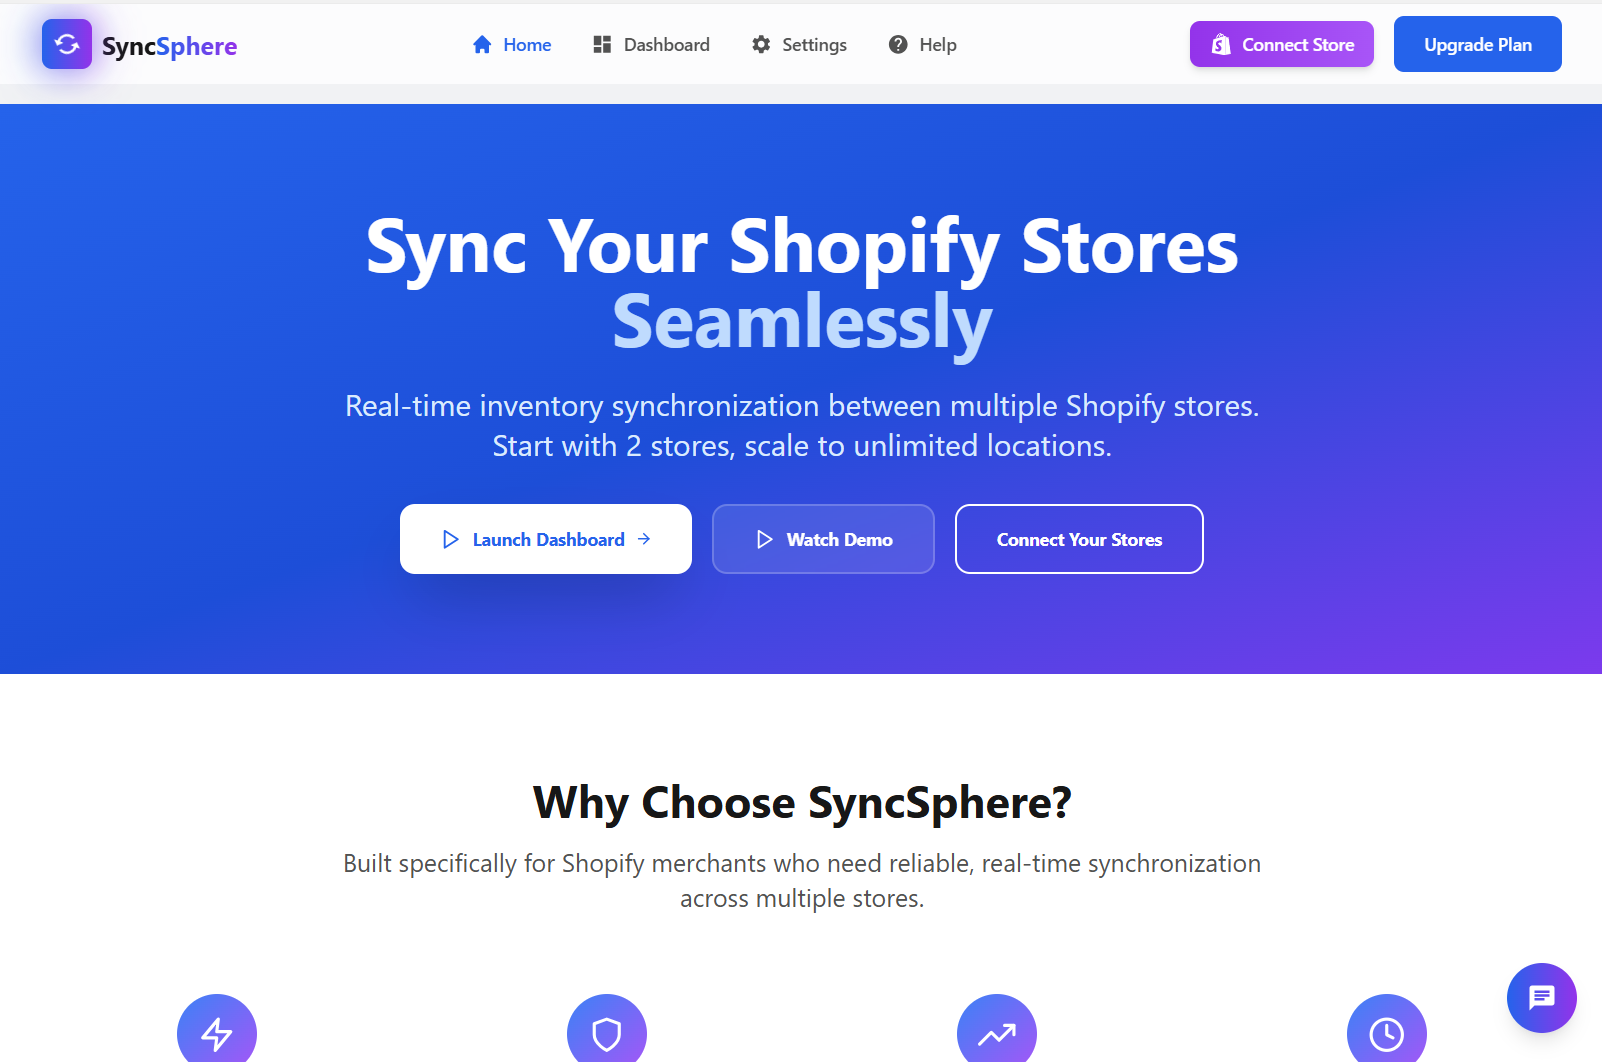 SyncSphere
Home
Dashboard
Settings
Help
Connect Store
Upgrade Plan
Sync Your Shopify Stores
Seamlessly
Real-time inventory synchronization between multiple Shopify stores.
Start with 2 stores, scale to unlimited locations.
Launch Dashboard
Watch Demo
Connect Your Stores
Why Choose SyncSphere?
Built specifically for Shopify merchants who need reliable, real-time synchronization
across multiple stores.